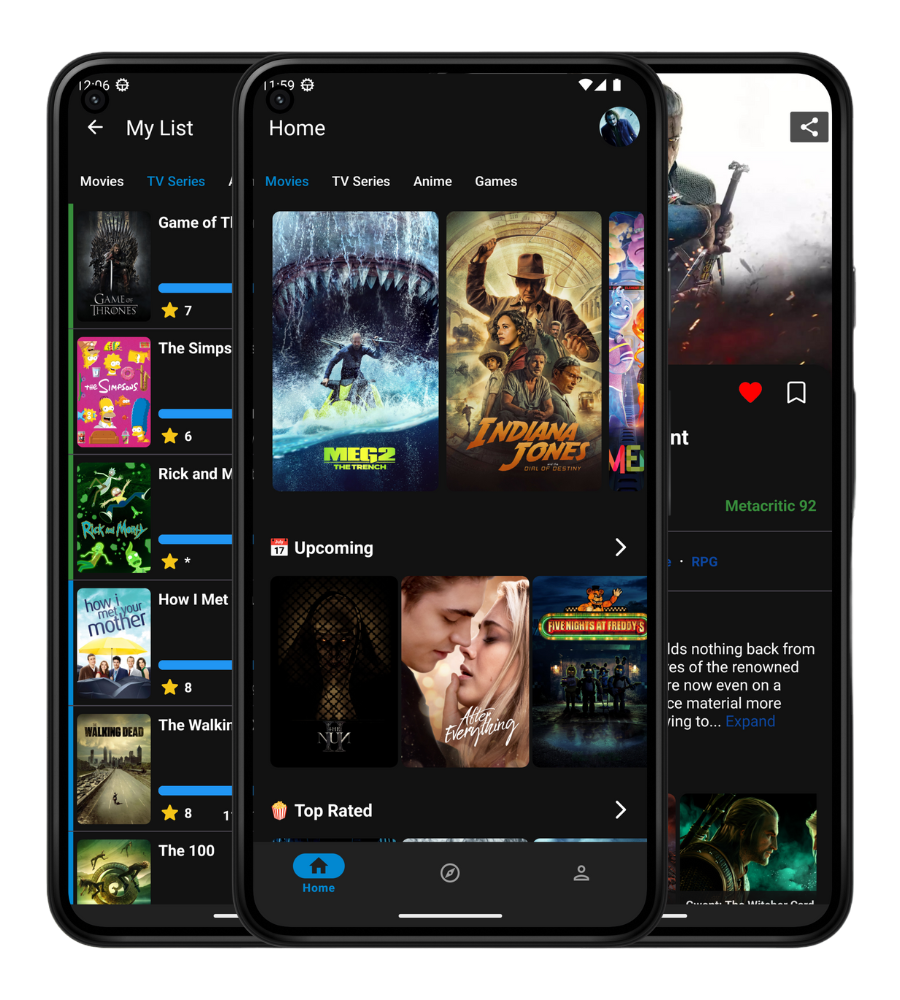 12:06
My List
Movies TV Series
Game of
GAME OF
THRONES
7
The Simps
THE SIMPSONS
6
Rick and M
Rick and Morty
*
How I Met
how i
met your
mother
8
The Walkin
WALKING DEAD
8
The 100
11:59
Home
Movies TV Series Anime Games
MEG2
THE TRENCH
INDIANA
JONES
and the
DIAL OF DESTINY
July
17
Upcoming
THE
NUN
After
Everything
FIVE NIGHTS AT FREDDY'S
Top Rated
Home
nt
Metacritic 92
e · RPG
lds nothing back from
res of the renowned
re now even on a
ce material more
ving to... Expand
Gwent: The Witcher Card